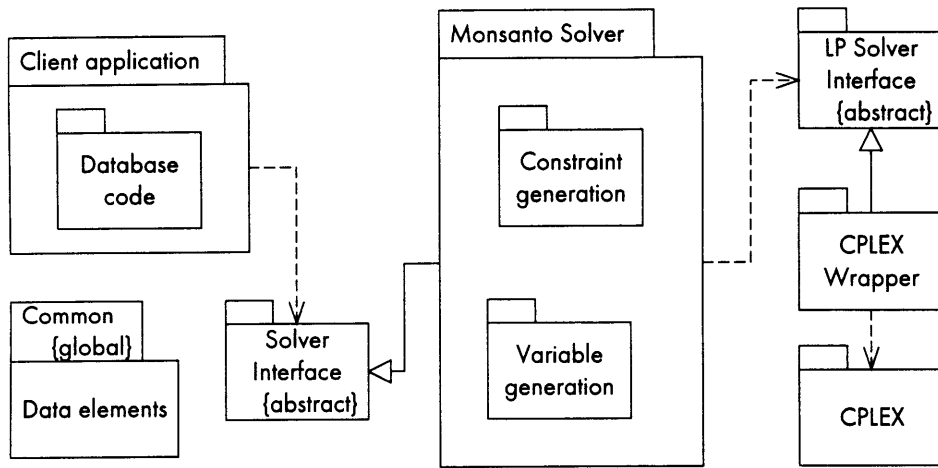 Client application
Database
code
Common
{global}
Data elements
Solver
Interface
{abstract}
Monsanto Solver
Constraint
generation
Variable
generation
LP Solver
Interface
{abstract}
CPLEX
Wrapper
CPLEX